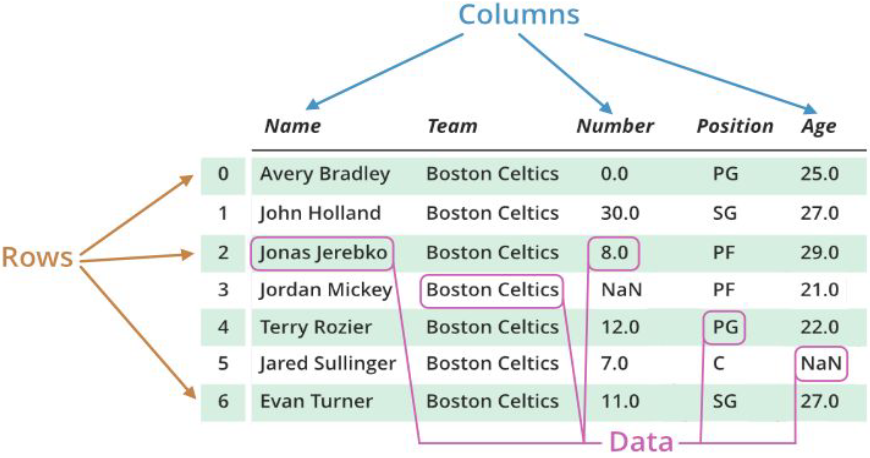 Columns
Name Team Number Position Age
0 Avery Bradley Boston Celtics 0.0 PG 25.0
1 John Holland Boston Celtics 30.0 SG 27.0
Rows
2 Jonas Jerebko Boston Celtics 8.0 PF 29.0
3 Jordan Mickey Boston Celtics NaN PF 21.0
4 Terry Rozier Boston Celtics 12.0 PG 22.0
5 Jared Sullinger Boston Celtics 7.0 C NaN
6 Evan Turner Boston Celtics 11.0 SG 27.0
Data